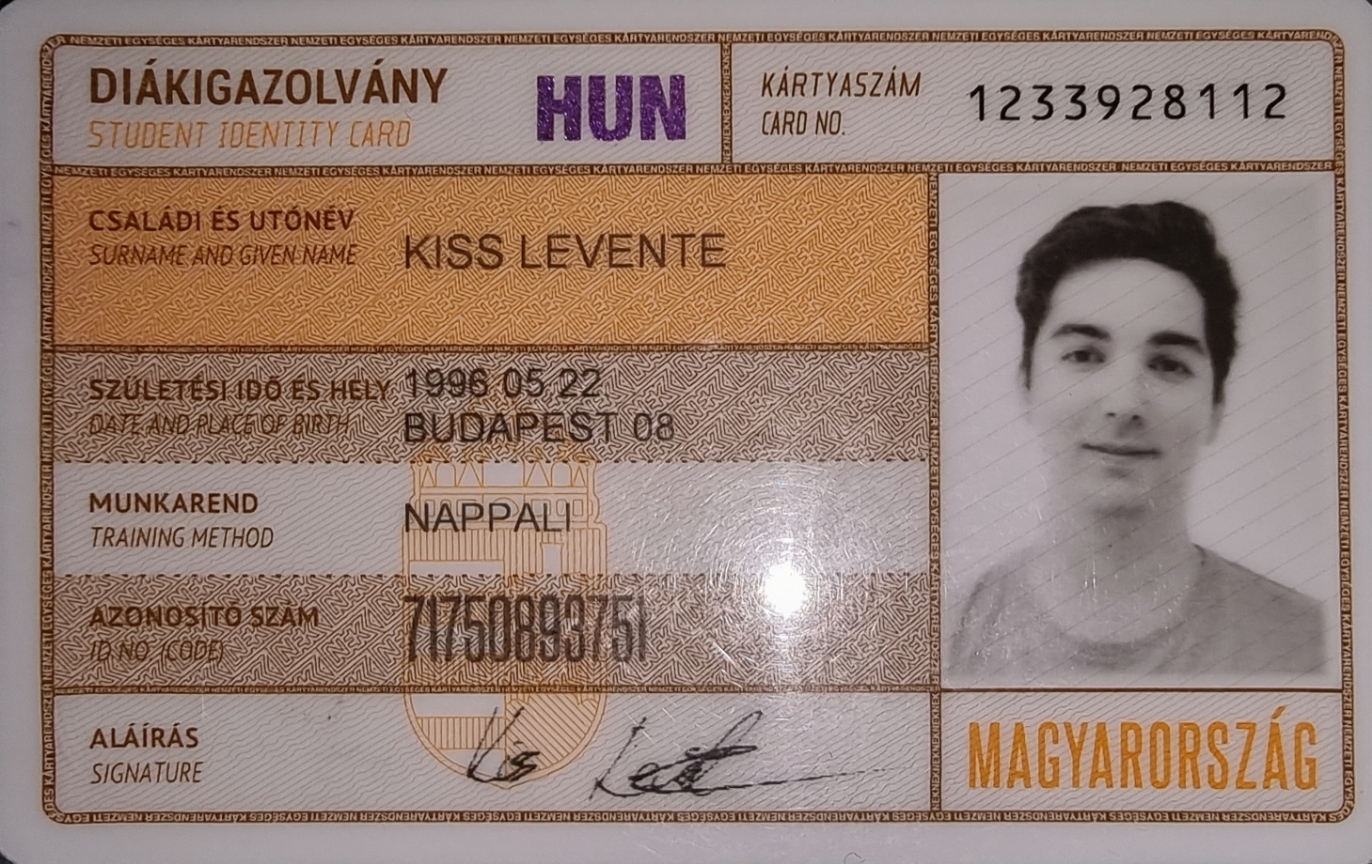 NEMZETI EGYSÉGES KÁRTYARENDSZER NEMZETI EGYSÉGES KÁRTYARENDSZER NEMZETI EGYSÉGES KÁRTYARENDSZER
DIÁKIGAZOLVÁNY
STUDENT IDENTITY CARD
HUN
KÁRTYASZÁM
CARD NO.
1233928112
CSALÁDI ÉS UTÓNÉV
SURNAME AND GIVEN NAME
KISS LEVENTE
SZÜLETÉSI IDŐ ÉS HELY 1996.05.22
DATE AND PLACE OF BIRTH BUDAPEST 08
MUNKAREND
TRAINING METHOD
NAPPALI
AZONOSÍTÓ SZÁM
ID NO (CODE)
71750893751
ALÁÍRÁS
SIGNATURE
Kiss Levente
MAGYARORSZÁG